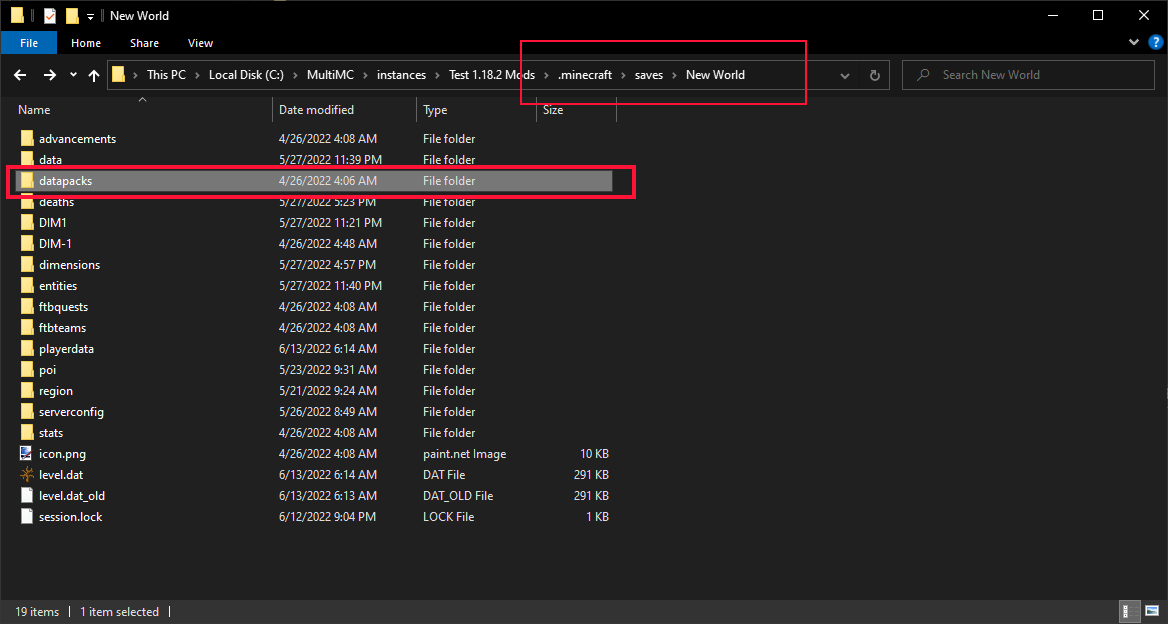 New World
File Home Share View
This PC Local Disk (C:) MultiMC instances Test 1.18.2 Mods .minecraft saves New World Search New World
Name Date modified Type Size
advancements 4/26/2022 4:08 AM File folder
data 5/27/2022 11:39 PM File folder
datapacks 4/26/2022 4:06 AM File folder
deaths 5/27/2022 5:23 PM File folder
DIM1 5/27/2022 11:21 PM File folder
DIM-1 4/26/2022 4:48 AM File folder
dimensions 5/27/2022 4:57 PM File folder
entities 5/27/2022 11:40 PM File folder
ftbquests 4/26/2022 4:08 AM File folder
ftbteams 4/26/2022 4:08 AM File folder
playerdata 6/13/2022 6:14 AM File folder
poi 5/23/2022 9:31 AM File folder
region 5/21/2022 9:24 AM File folder
serverconfig 5/26/2022 8:49 AM File folder
stats 4/26/2022 4:08 AM File folder
icon.png 4/26/2022 4:08 AM paint.net Image 10 KB
level.dat 6/13/2022 6:14 AM DAT File 291 KB
level.dat_old 6/13/2022 6:13 AM DAT_OLD File 291 KB
session.lock 6/12/2022 9:04 PM LOCK File 1 KB
19 items 1 item selected